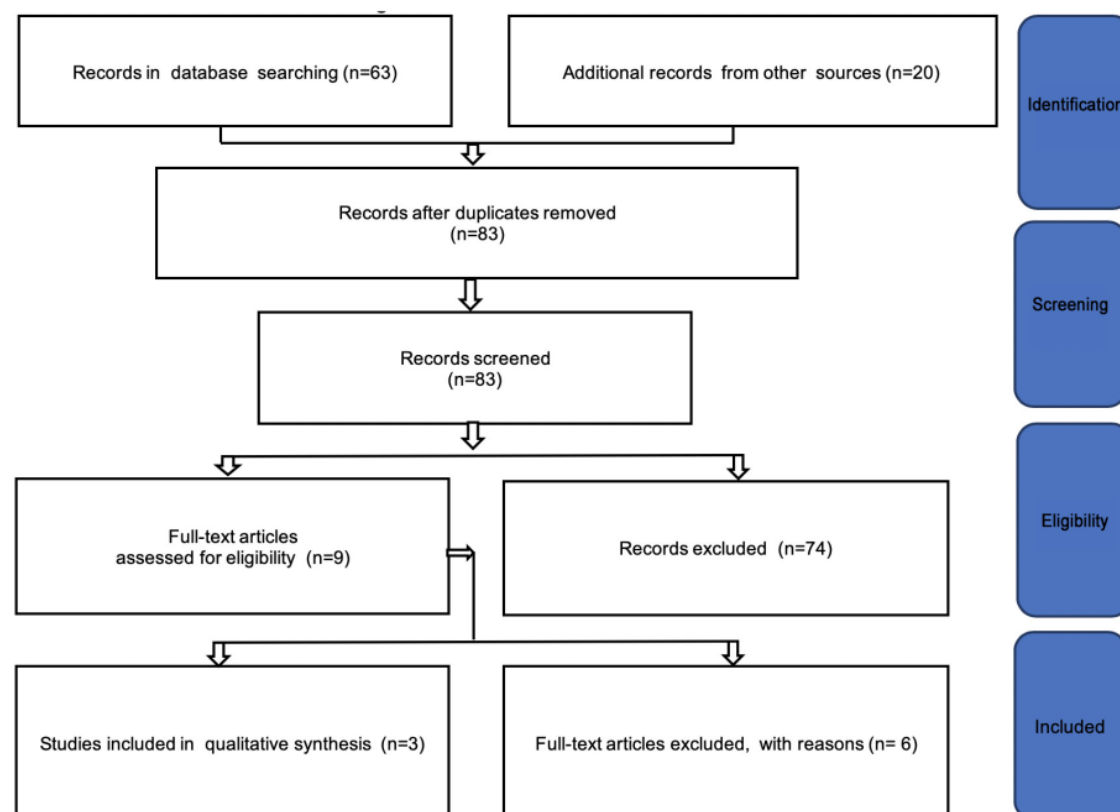 Records in database searching (n=63)
Additional records from other sources (n=20)
Identification
Records after duplicates removed
(n=83)
Screening
Records screened
(n=83)
Eligibility
Full-text articles
assessed for eligibility (n=9)
Records excluded (n=74)
Included
Studies included in qualitative synthesis (n=3)
Full-text articles excluded, with reasons (n= 6)